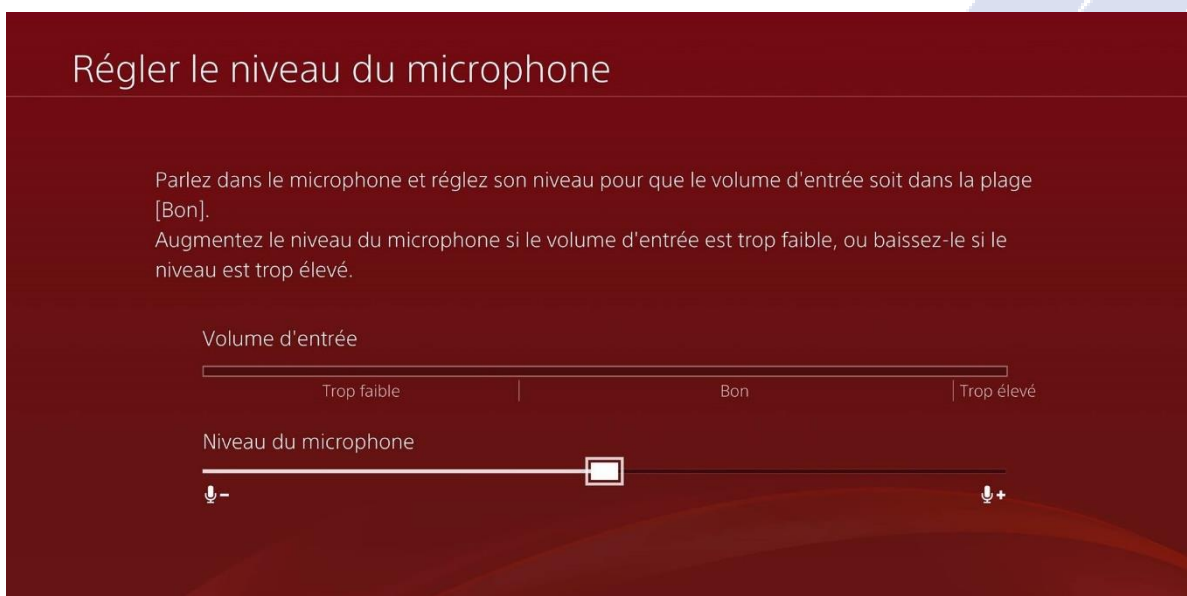 Régler le niveau du microphone
Parlez dans le microphone et réglez son niveau pour que le volume d'entrée soit dans la plage
[Bon].
Augmentez le niveau du microphone si le volume d'entrée est trop faible, ou baissez-le si le
niveau est trop élevé.
Volume d'entrée
Trop faible Bon Trop élevé
Niveau du microphone
- +